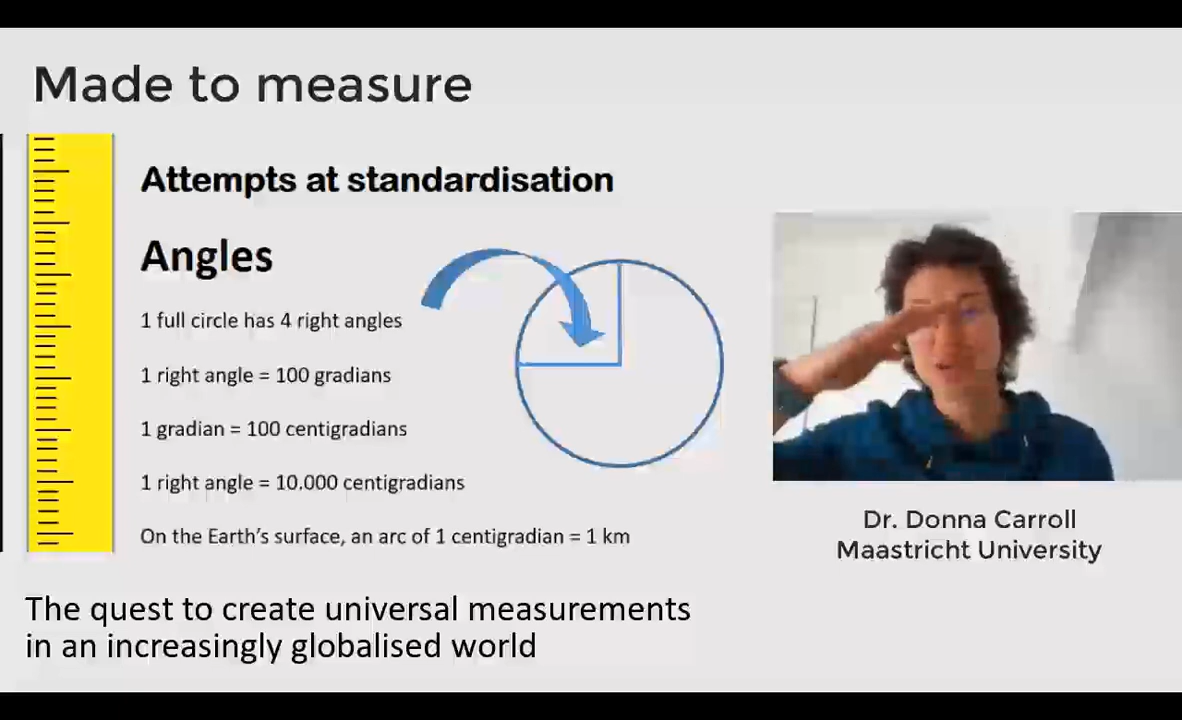 Made to measure
Attempts at standardisation
Angles
1 full circle has 4 right angles
1 right angle = 100 gradians
1 gradian = 100 centigradians
1 right angle = 10.000 centigradians
On the Earth's surface, an arc of 1 centigradian = 1 km
Dr. Donna Carroll
Maastricht University
The quest to create universal measurements
in an increasingly globalised world